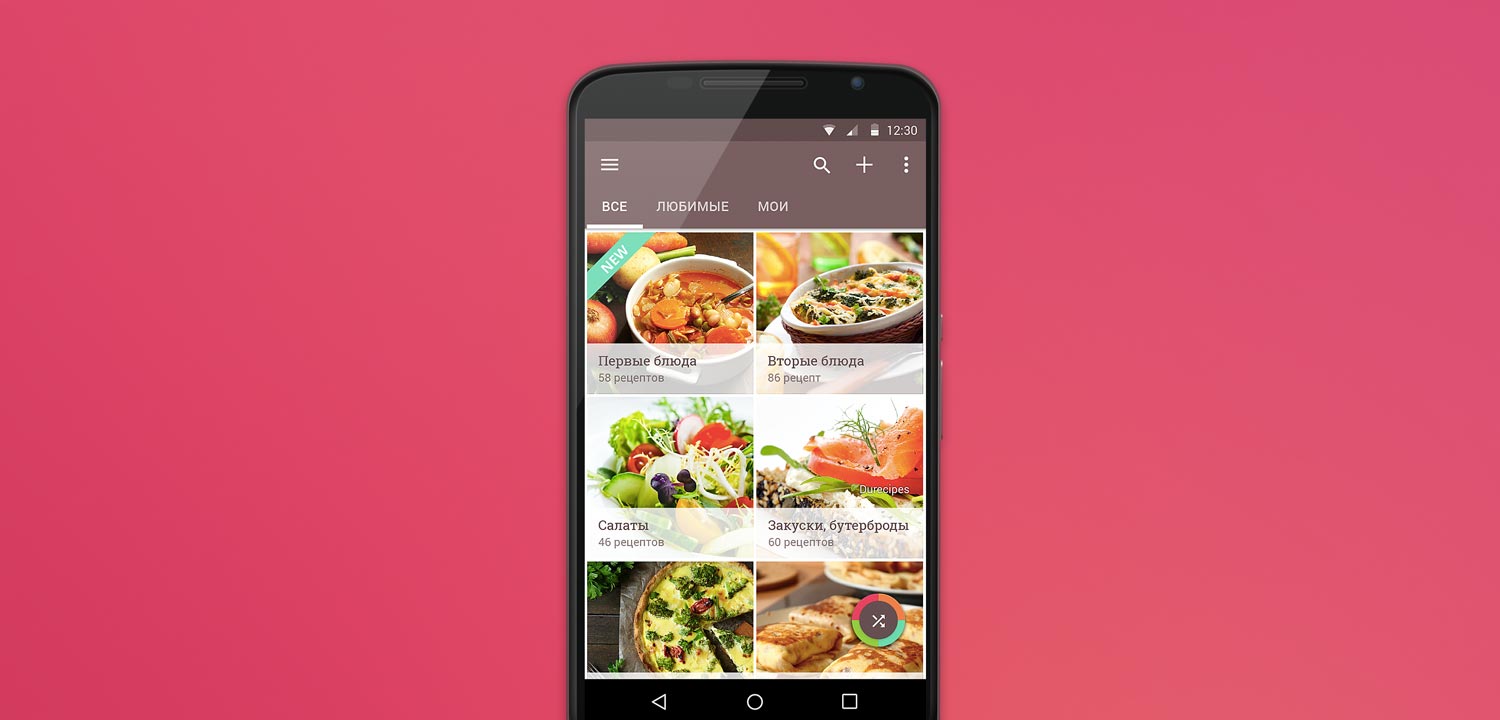 12:30
ВСЕ ЛЮБИМЫЕ МОИ
NEW
Первые блюда
58 рецептов
Вторые блюда
86 рецепт
Durecipes
Салаты
46 рецептов
Закуски, бутерброды
60 рецептов